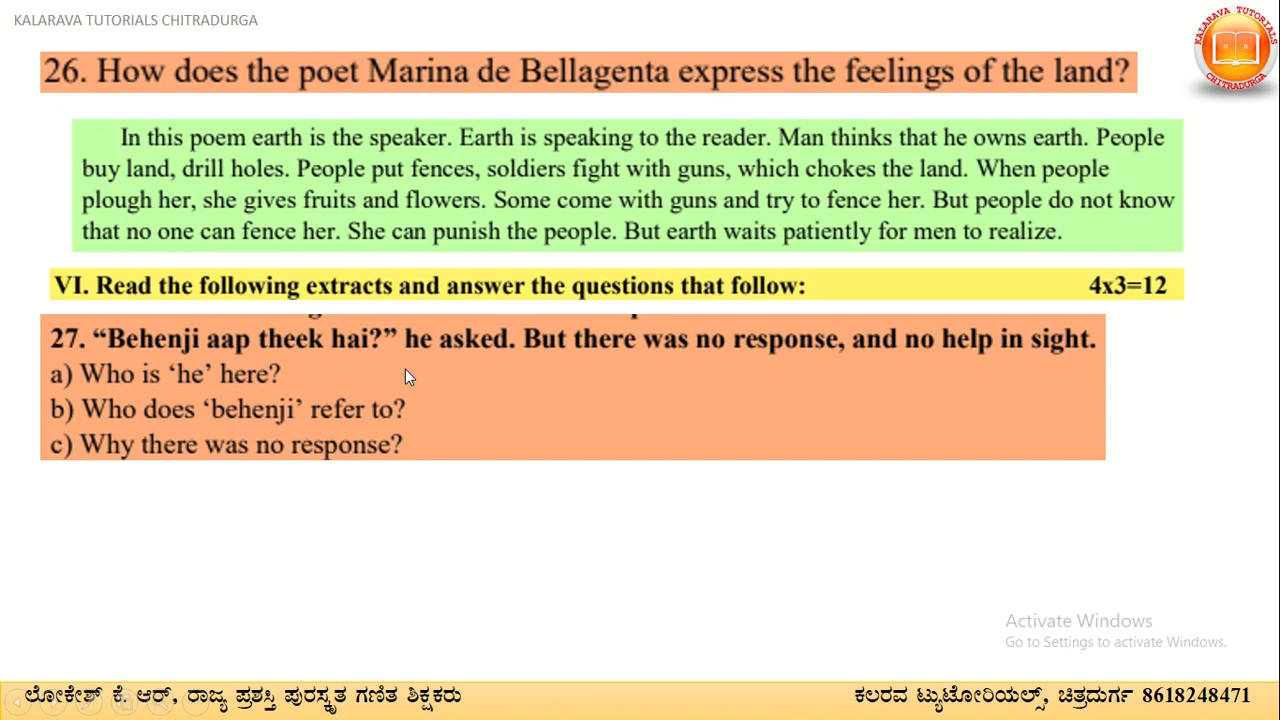 KALARAVA TUTORIALS CHITRADURGA
KALARAVA TUTORIALS
CHITRADURGA
26. How does the poet Marina de Bellagenta express the feelings of the land?
In this poem earth is the speaker. Earth is speaking to the reader. Man thinks that he owns earth. People
buy land, drill holes. People put fences, soldiers fight with guns, which chokes the land. When people
plough her, she gives fruits and flowers. Some come with guns and try to fence her. But people do not know
that no one can fence her. She can punish the people. But earth waits patiently for men to realize.
VI. Read the following extracts and answer the questions that follow: 4x3=12
27. “Behenji aap theek hai?” he asked. But there was no response, and no help in sight.
a) Who is ‘he’ here?
b) Who does ‘behenji’ refer to?
c) Why there was no response?
Activate Windows
Go to Settings to activate Windows.
ಲೋಕೇಶ್ ಕೆ ಆರ್, ರಾಜ್ಯ ಪ್ರಶಸ್ತಿ ಪುರಸ್ಕೃತ ಗಣಿತ ಶಿಕ್ಷಕರು ಕಲರವ ಟ್ಯುಟೋರಿಯಲ್ಸ್, ಚಿತ್ರದುರ್ಗ 8618248471